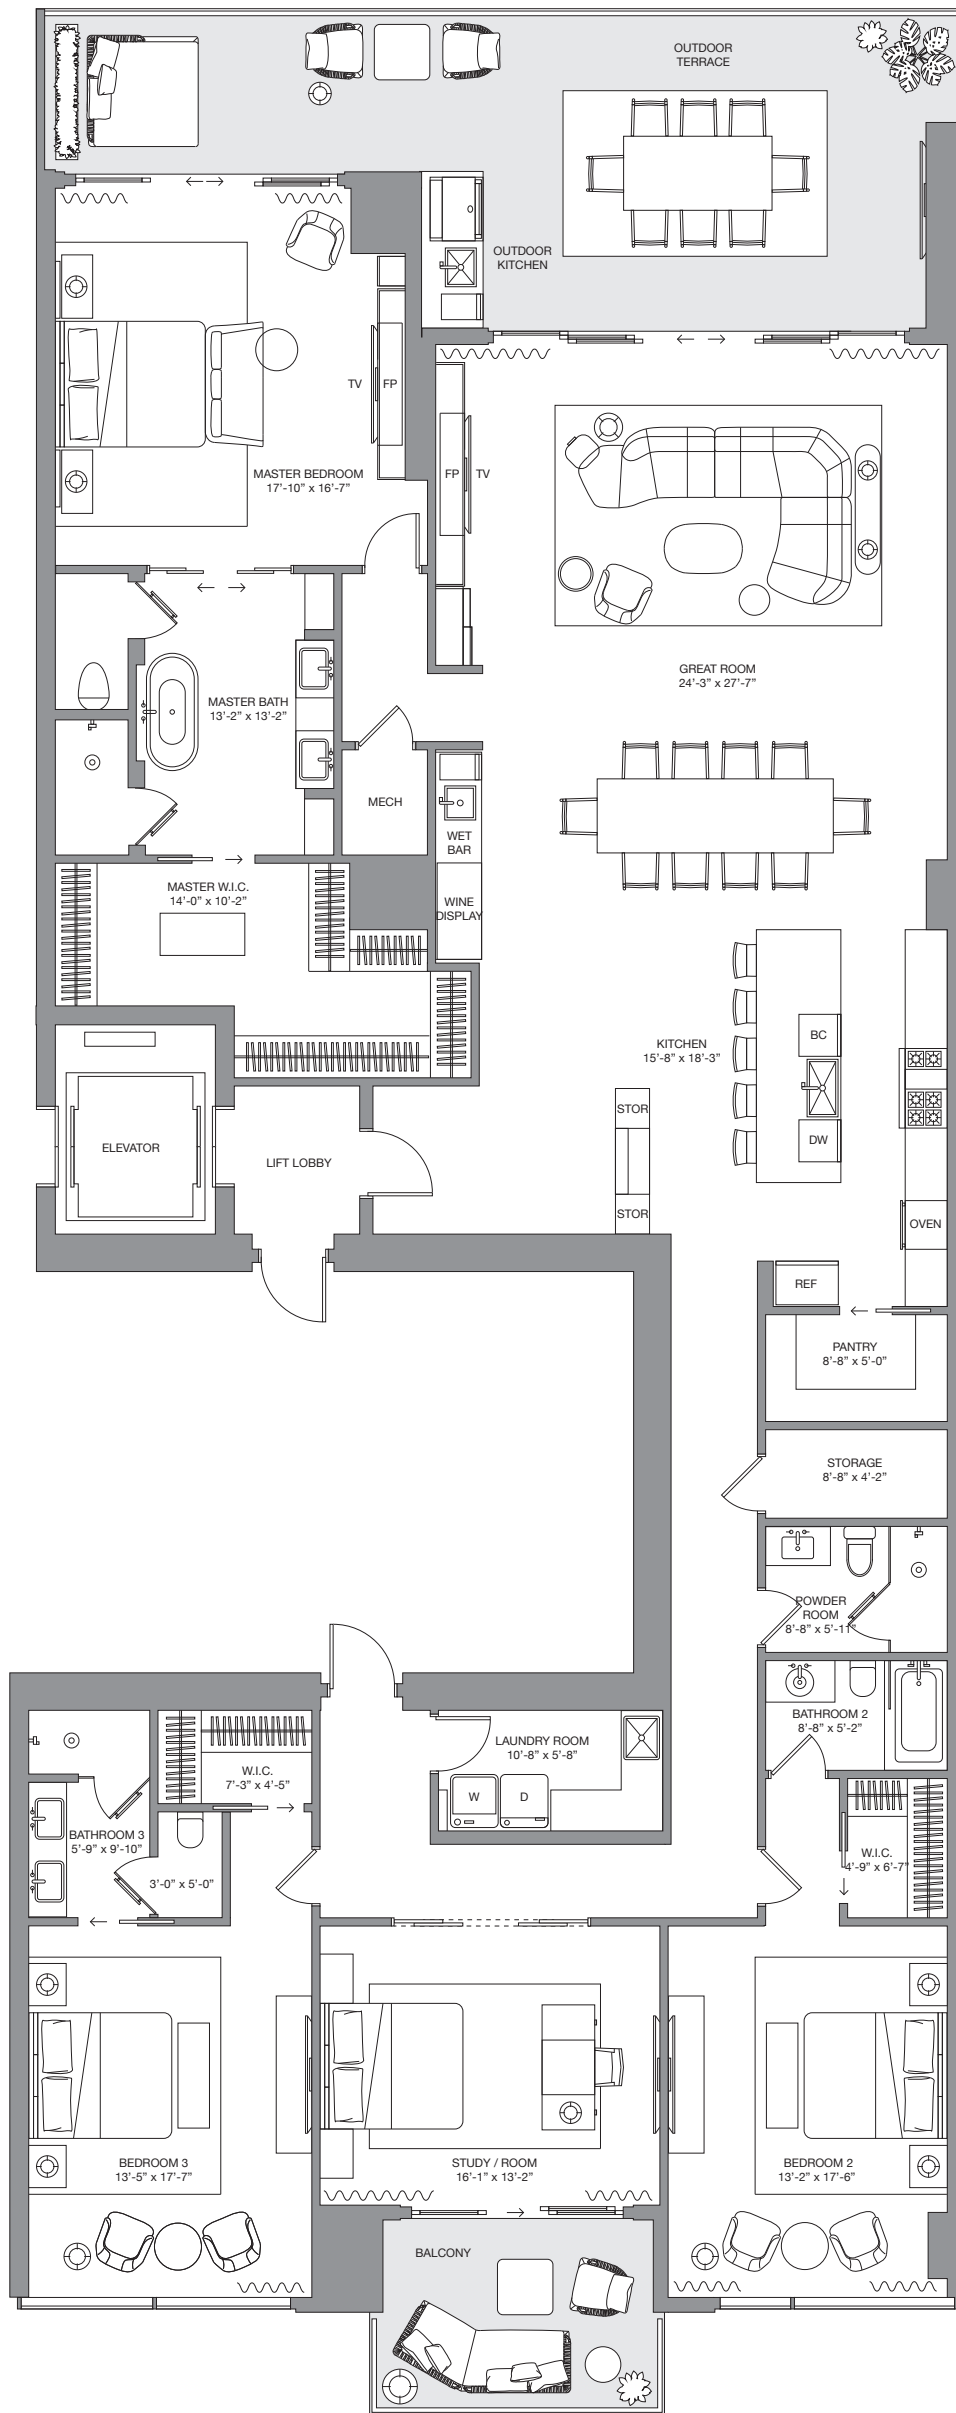 OUTDOOR
TERRACE
OUTDOOR
KITCHEN
TV
FP
MASTER BEDROOM
17'-10" x 16'-7"
FP
TV
GREAT ROOM
24'-3" x 27'-7"
MASTER BATH
13'-2" x 13'-2"
MECH
WET
BAR
WINE
DISPLAY
MASTER W.I.C.
14'-0" x 10'-2"
KITCHEN
15'-8" x 18'-3"
BC
DW
STOR
STOR
ELEVATOR
LIFT LOBBY
OVEN
REF
PANTRY
8'-8" x 5'-0"
STORAGE
8'-8" x 4'-2"
POWDER
ROOM
8'-8" x 5'-11"
BATHROOM 2
8'-8" x 5'-2"
LAUNDRY ROOM
10'-8" x 5'-8"
W
D
W.I.C.
7'-3" x 4'-5"
BATHROOM 3
5'-9" x 9'-10"
3'-0" x 5'-0"
W.I.C.
4'-9" x 6'-7"
BEDROOM 3
13'-5" x 17'-7"
STUDY / ROOM
16'-1" x 13'-2"
BEDROOM 2
13'-2" x 17'-6"
BALCONY